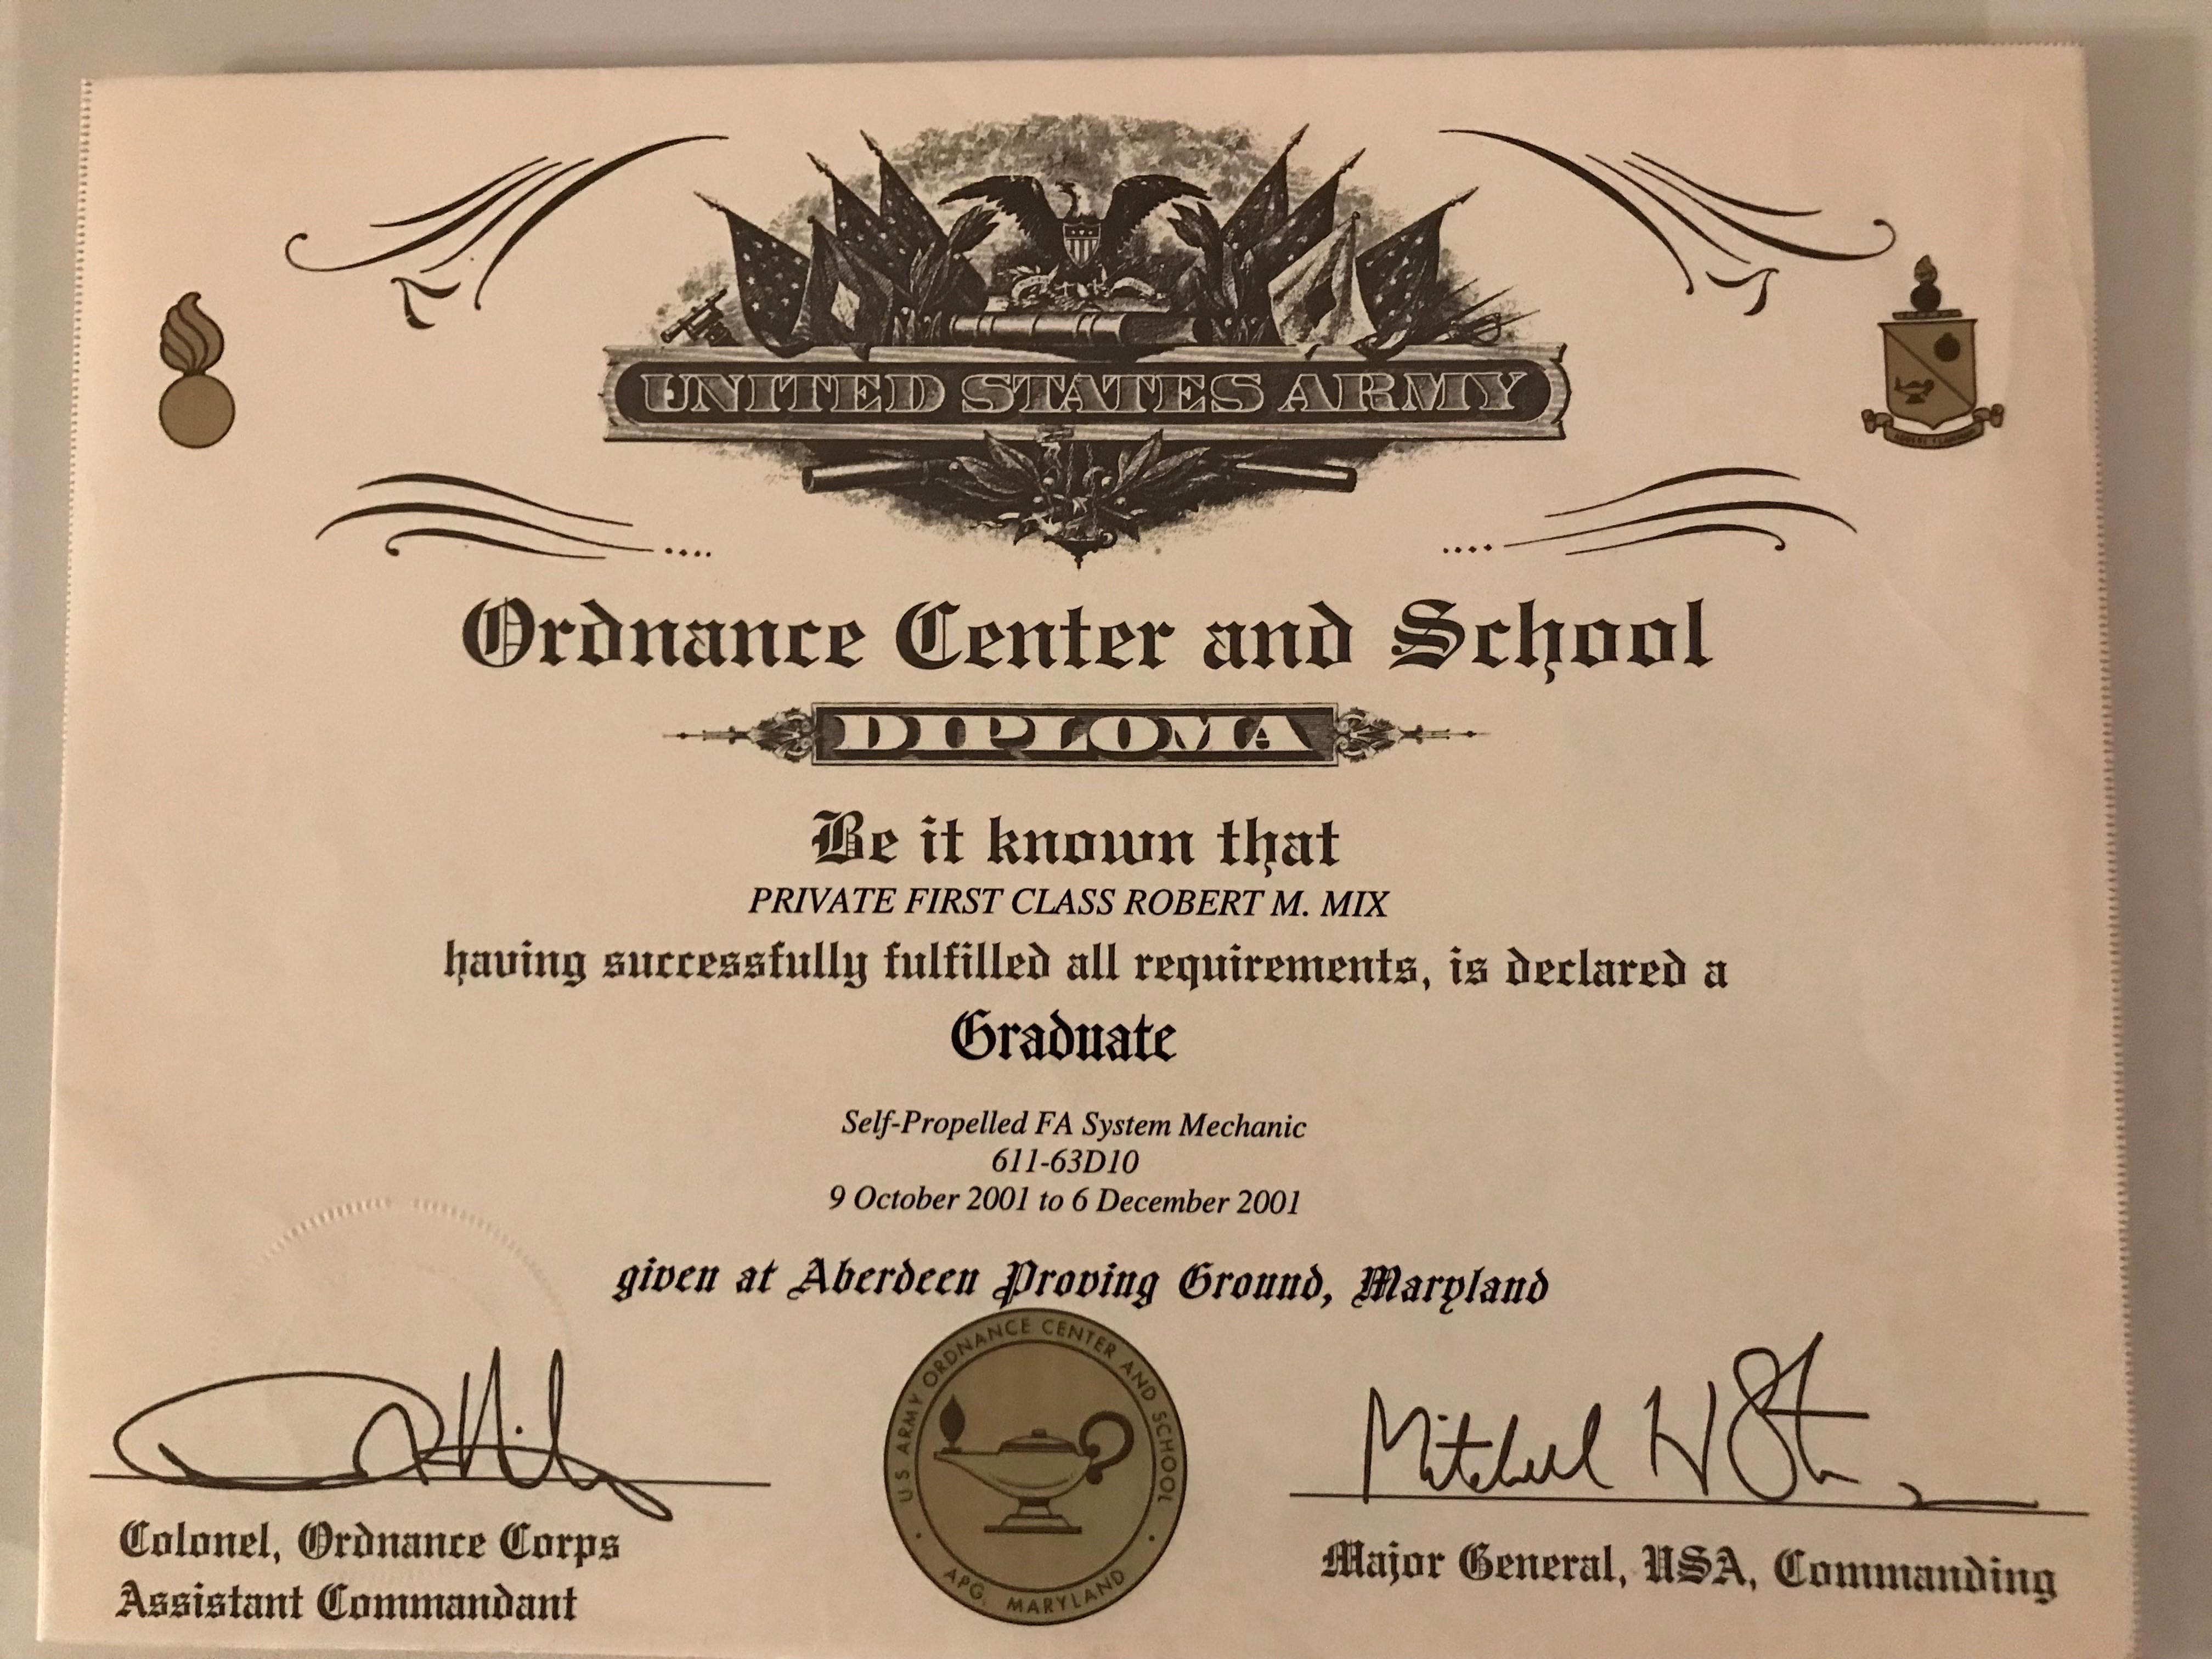 UNITED STATES ARMY
Ordnance Center and School
DIPLOMA
Be it known that
PRIVATE FIRST CLASS ROBERT M. MIX
having successfully fulfilled all requirements, is declared a
Graduate
Self-Propelled FA System Mechanic
611-63D10
9 October 2001 to 6 December 2001
given at Aberdeen Proving Ground, Maryland
U S ARMY ORDNANCE CENTER AND SCHOOL
APG, MARYLAND
Colonel, Ordnance Corps
Assistant Commandant
Mitchell H
Major General, USA, Commanding